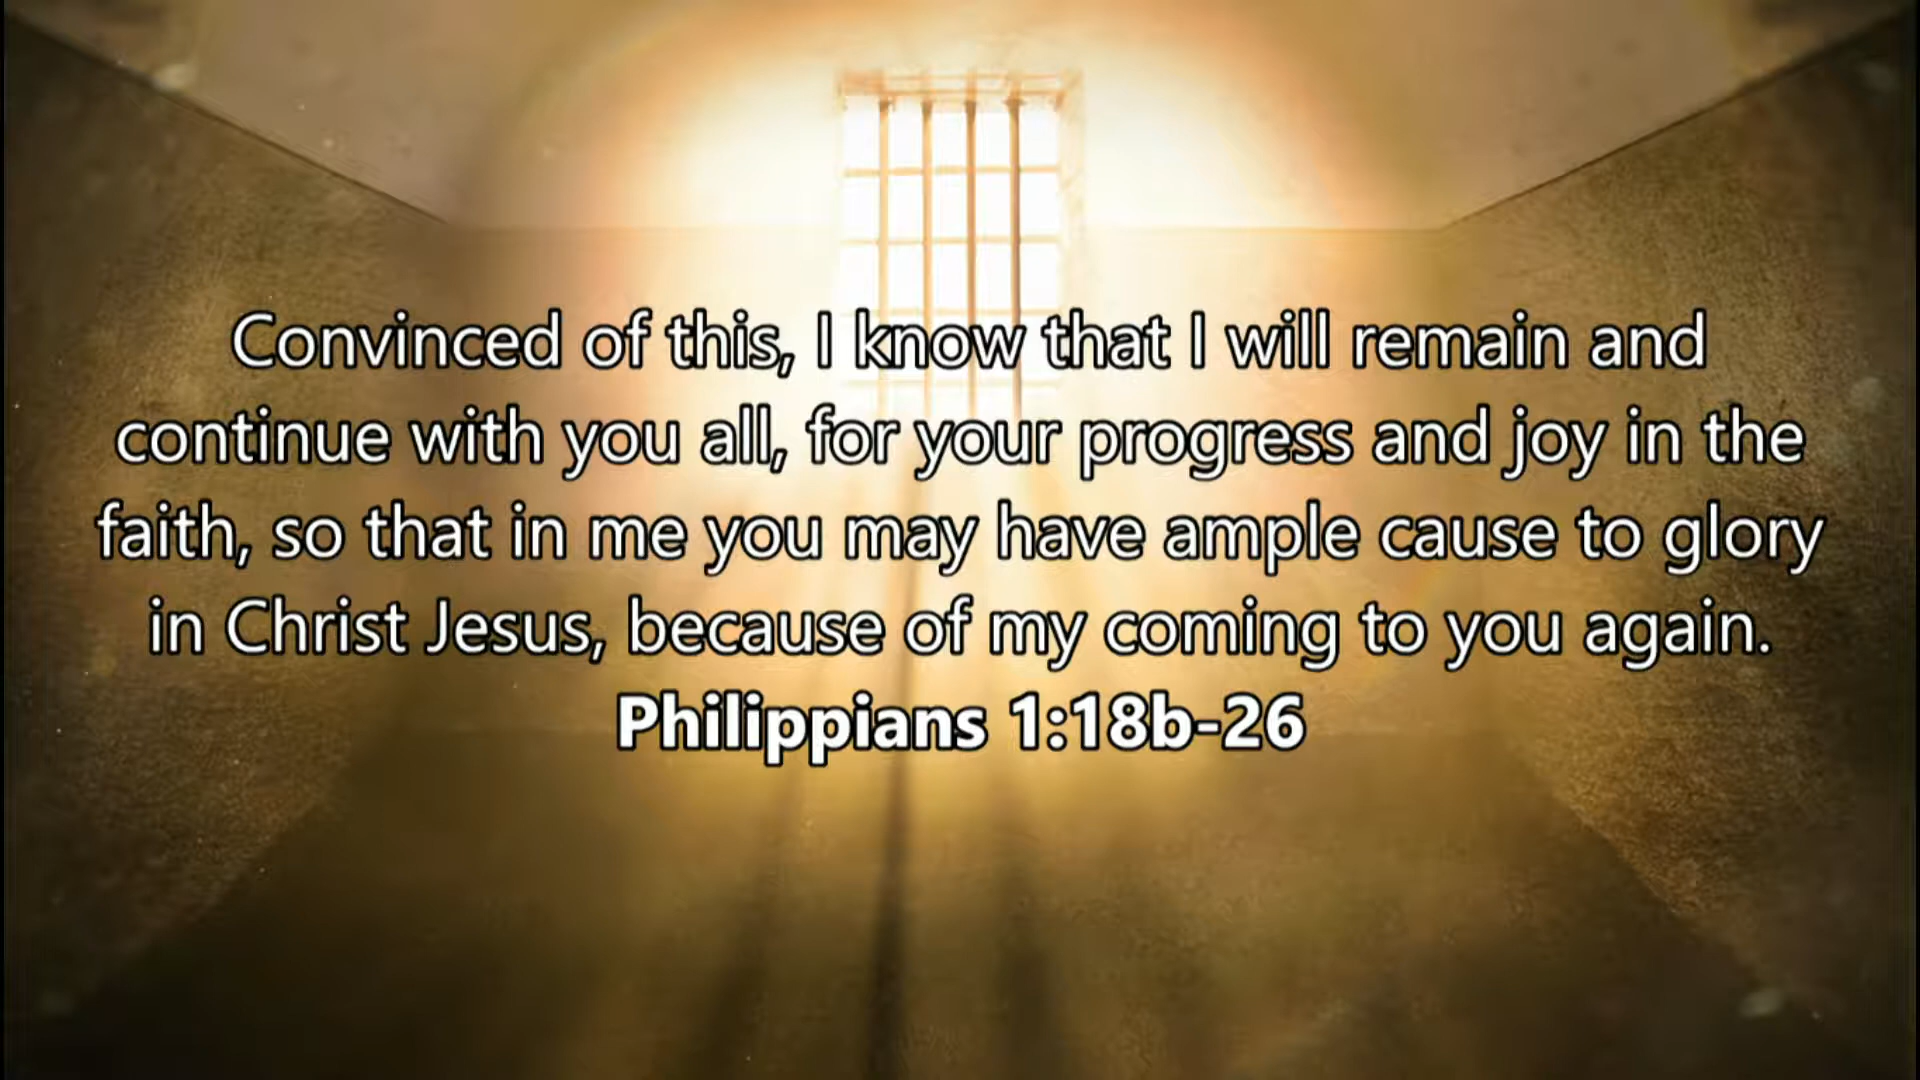 Convinced of this, I know that I will remain and
continue with you all, for your progress and joy in the
faith, so that in me you may have ample cause to glory
in Christ Jesus, because of my coming to you again.
Philippians 1:18b-26